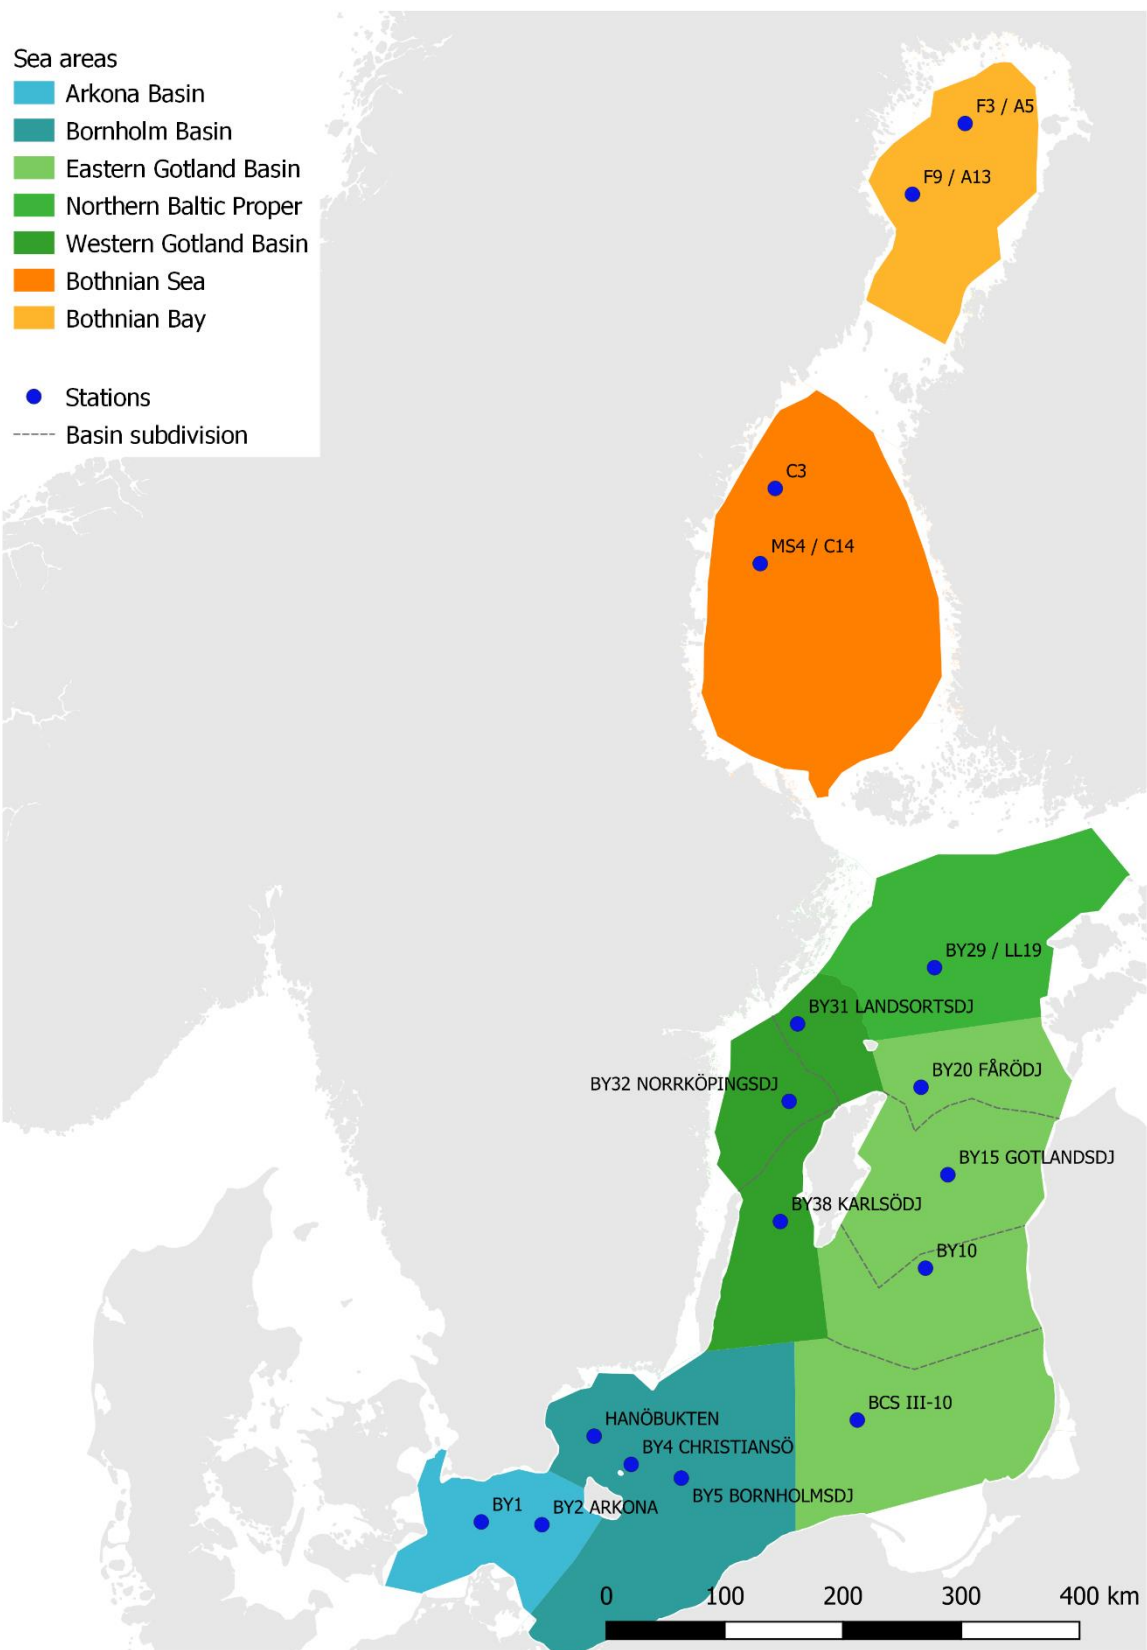 Sea areas
Arkona Basin
Bornholm Basin
Eastern Gotland Basin
Northern Baltic Proper
Western Gotland Basin
Bothnian Sea
Bothnian Bay
Stations
Basin subdivision
F3 / A5
F9 / A13
C3
MS4 / C14
BY29 / LL19
BY31 LANDSORTSDJ
BY20 FÅRÖDJ
BY32 NORRKÖPINGSDJ
BY15 GOTLANDSDJ
BY38 KARLSÖDJ
BY10
BCS III-10
HANÖBUKTEN
BY4 CHRISTIANSÖ
BY5 BORNHOLMSDJ
BY1
BY2 ARKONA
0 100 200 300 400 km